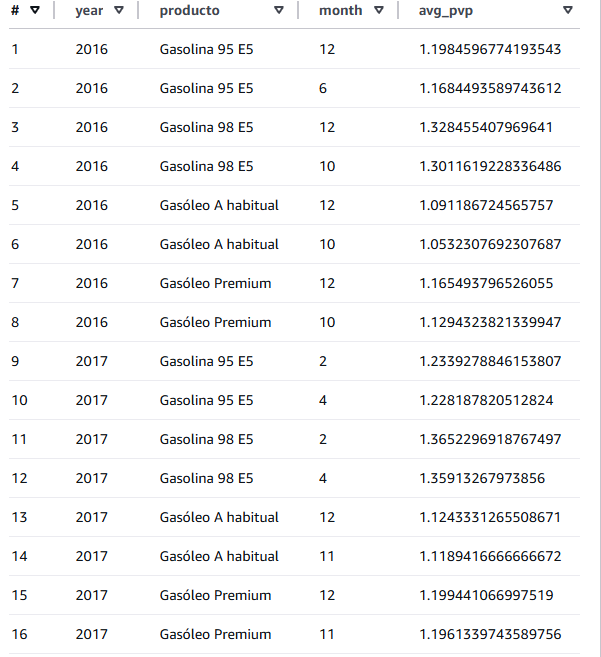 # year producto month avg_pvp
1 2016 Gasolina 95 E5 12 1.1984596774193543
2 2016 Gasolina 95 E5 6 1.1684493589743612
3 2016 Gasolina 98 E5 12 1.328455407969641
4 2016 Gasolina 98 E5 10 1.3011619228336486
5 2016 Gasóleo A habitual 12 1.091186724565757
6 2016 Gasóleo A habitual 10 1.0532307692307687
7 2016 Gasóleo Premium 12 1.165493796526055
8 2016 Gasóleo Premium 10 1.1294323821339947
9 2017 Gasolina 95 E5 2 1.2339278846153807
10 2017 Gasolina 95 E5 4 1.228187820512824
11 2017 Gasolina 98 E5 2 1.3652296918767497
12 2017 Gasolina 98 E5 4 1.35913267973856
13 2017 Gasóleo A habitual 12 1.1243331265508671
14 2017 Gasóleo A habitual 11 1.1189416666666672
15 2017 Gasóleo Premium 12 1.199441066997519
16 2017 Gasóleo Premium 11 1.1961339743589756